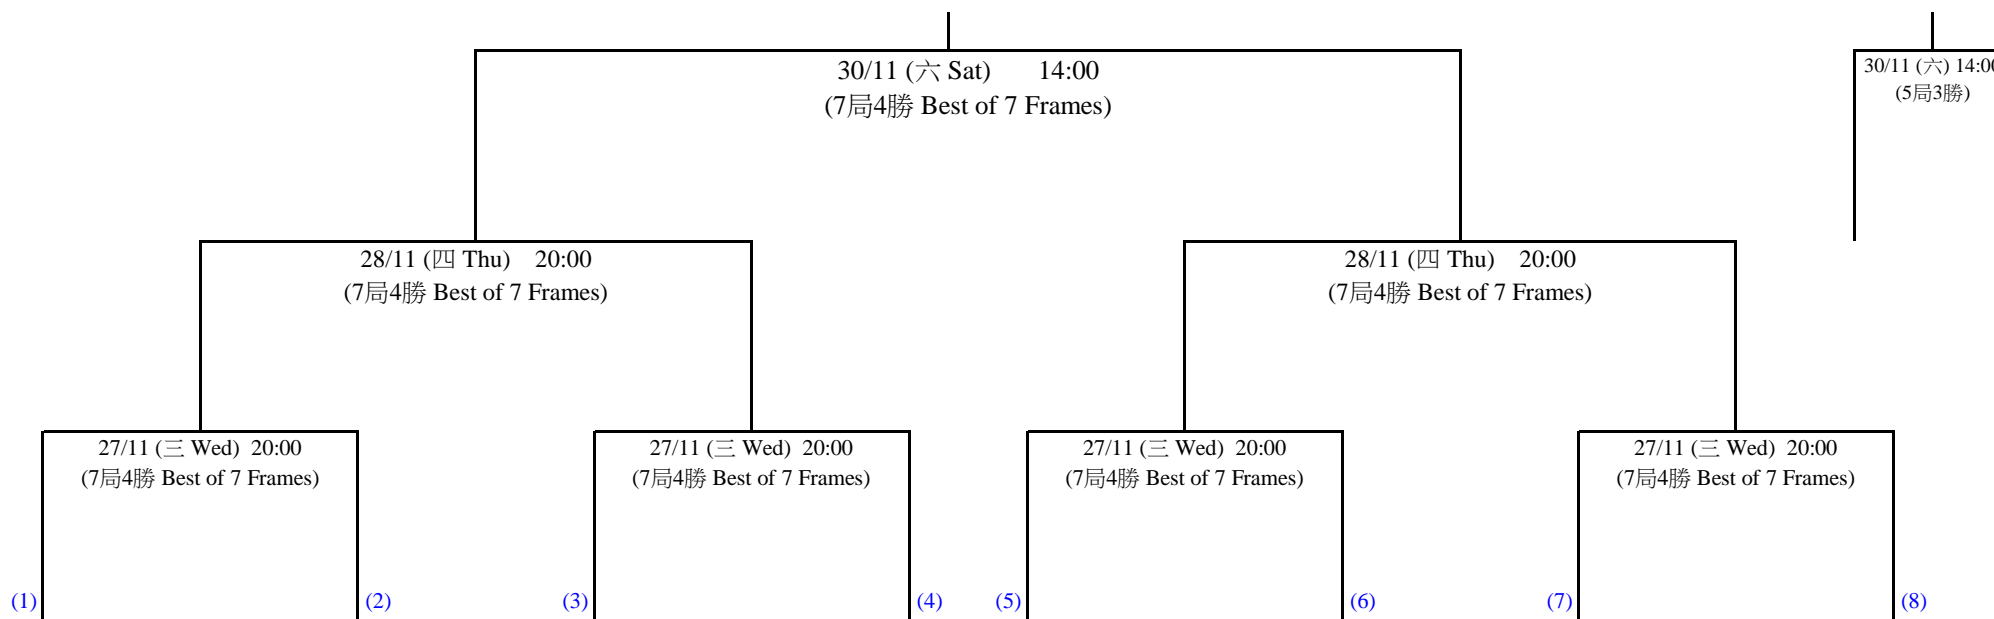 30/11 (六 Sat) 14:00
(7局4勝 Best of 7 Frames)
30/11 (六) 14:00
(5局3勝)
28/11 (四 Thu) 20:00
(7局4勝 Best of 7 Frames)
28/11 (四 Thu) 20:00
(7局4勝 Best of 7 Frames)
27/11 (三 Wed) 20:00
(7局4勝 Best of 7 Frames)
27/11 (三 Wed) 20:00
(7局4勝 Best of 7 Frames)
27/11 (三 Wed) 20:00
(7局4勝 Best of 7 Frames)
27/11 (三 Wed) 20:00
(7局4勝 Best of 7 Frames)
(1)
(2)
(3)
(4)
(5)
(6)
(7)
(8)